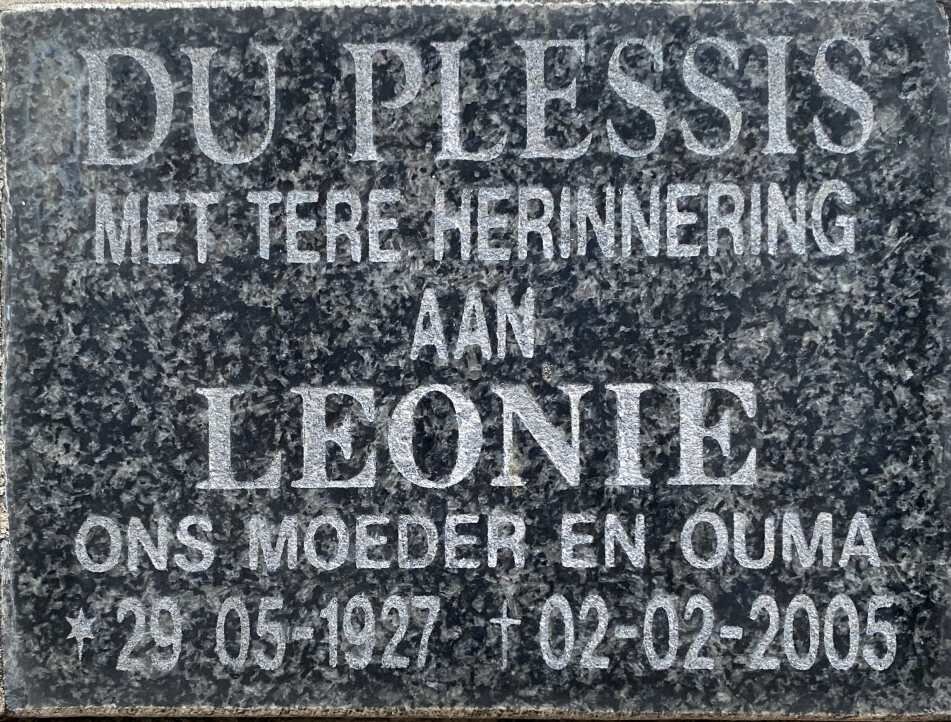 DU PLESSIS
MET TERE HERINNERING
AAN
LEONIE
ONS MOEDER EN OUMA
* 29 05-1927 † 02-02-2005